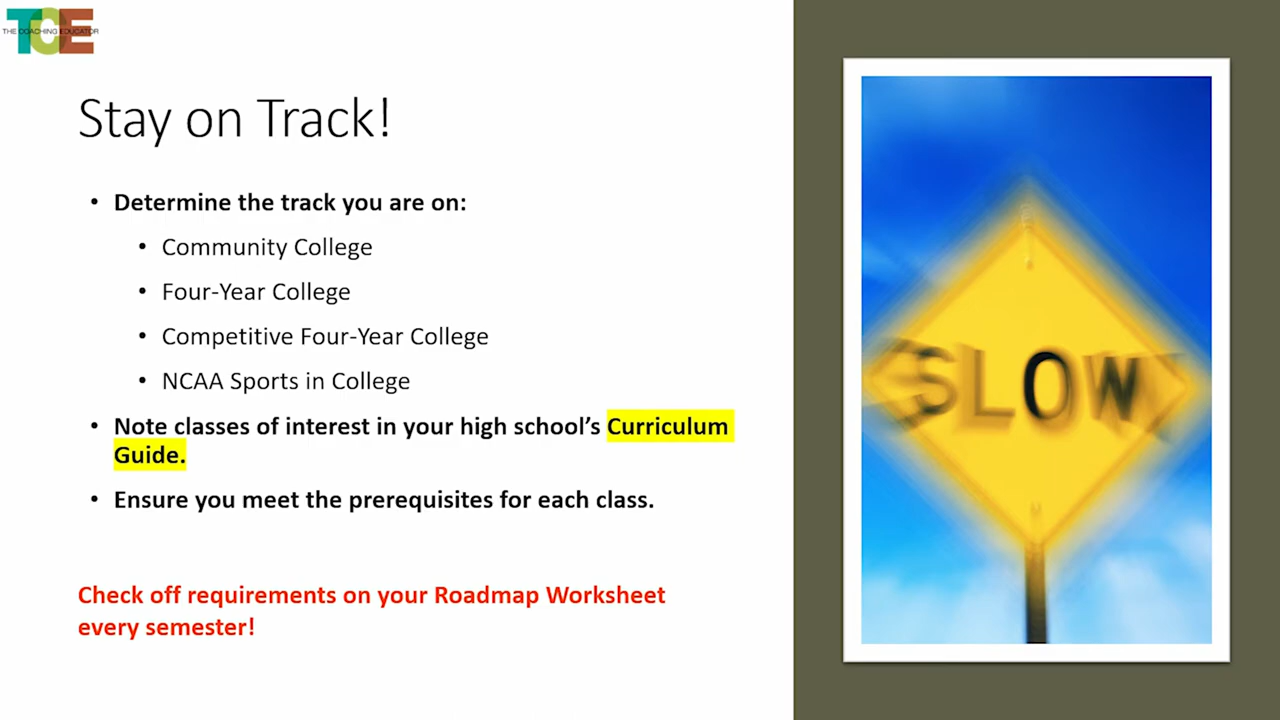 TCE
THE COACHING EDUCATOR
Stay on Track!
• Determine the track you are on:
• Community College
• Four-Year College
• Competitive Four-Year College
• NCAA Sports in College
• Note classes of interest in your high school’s Curriculum
Guide.
• Ensure you meet the prerequisites for each class.
Check off requirements on your Roadmap Worksheet
every semester!
SLOW